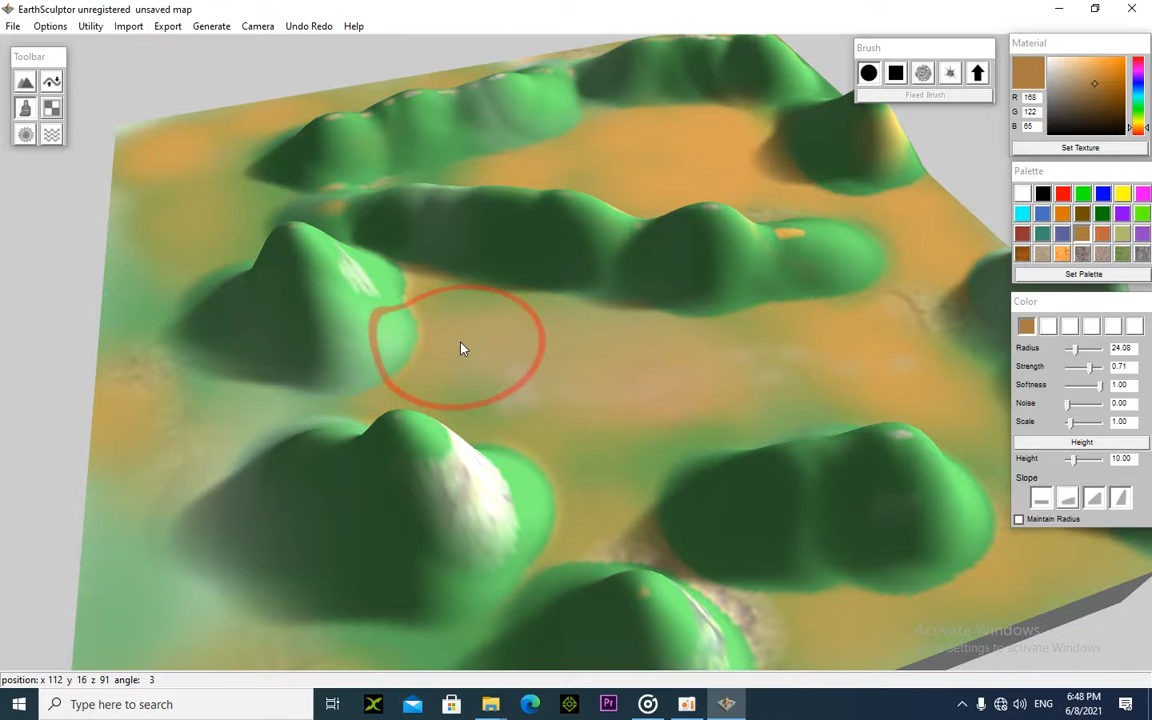 EarthSculptor unregistered  unsaved map
File Options Utility Import Export Generate Camera Undo Redo Help
Toolbar
Brush
Fixed Brush
Material
R 168
G 122
B 65
Set Texture
Palette
Set Palette
Color
Radius 24.08
Strength 0.71
Softness 1.00
Noise 0.00
Scale 1.00
Height
Height 10.00
Slope
Maintain Radius
Activate Windows
Go to Settings to activate Windows.
position: x 112 y 16 z 91 angle: 3
Type here to search
Pr
ENG
6:48 PM
6/8/2021